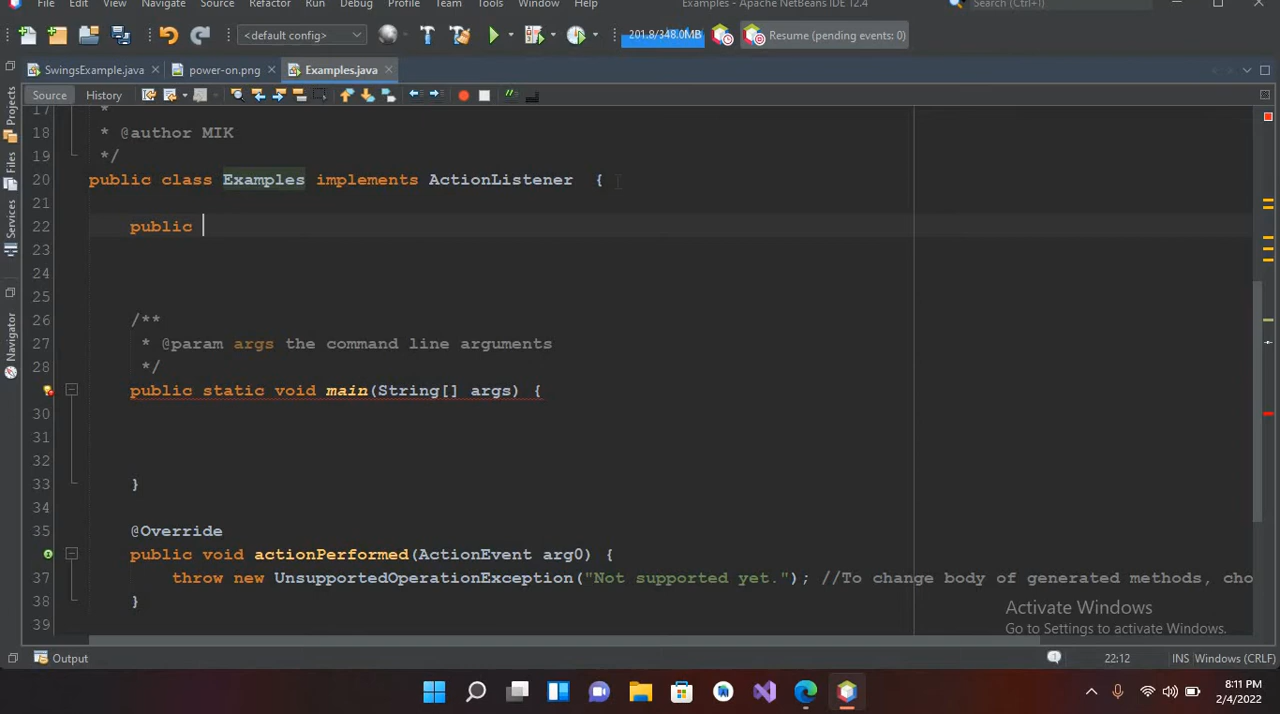 File Edit View Navigate Source Refactor Run Debug Profile Team Tools Window Help Examples - Apache NetBeans IDE 12.4 Search (Ctrl+I)
<default config> 201.8/348.0MB Resume (pending events: 0)
SwingsExample.java power-on.png Examples.java
Source History
Projects
Files
Services
Navigator
17 *
18 * @author MIK
19 */
20 public class Examples implements ActionListener {
21
22 public
23
24
25
26 /**
27 * @param args the command line arguments
28 */
public static void main(String[] args) {
30
31
32
33 }
34
35 @Override
public void actionPerformed(ActionEvent arg0) {
37 throw new UnsupportedOperationException("Not supported yet."); //To change body of generated methods, cho
38 }
39
Activate Windows
Go to Settings to activate Windows.
Output 22:12 INS Windows (CRLF)
8:11 PM
2/4/2022